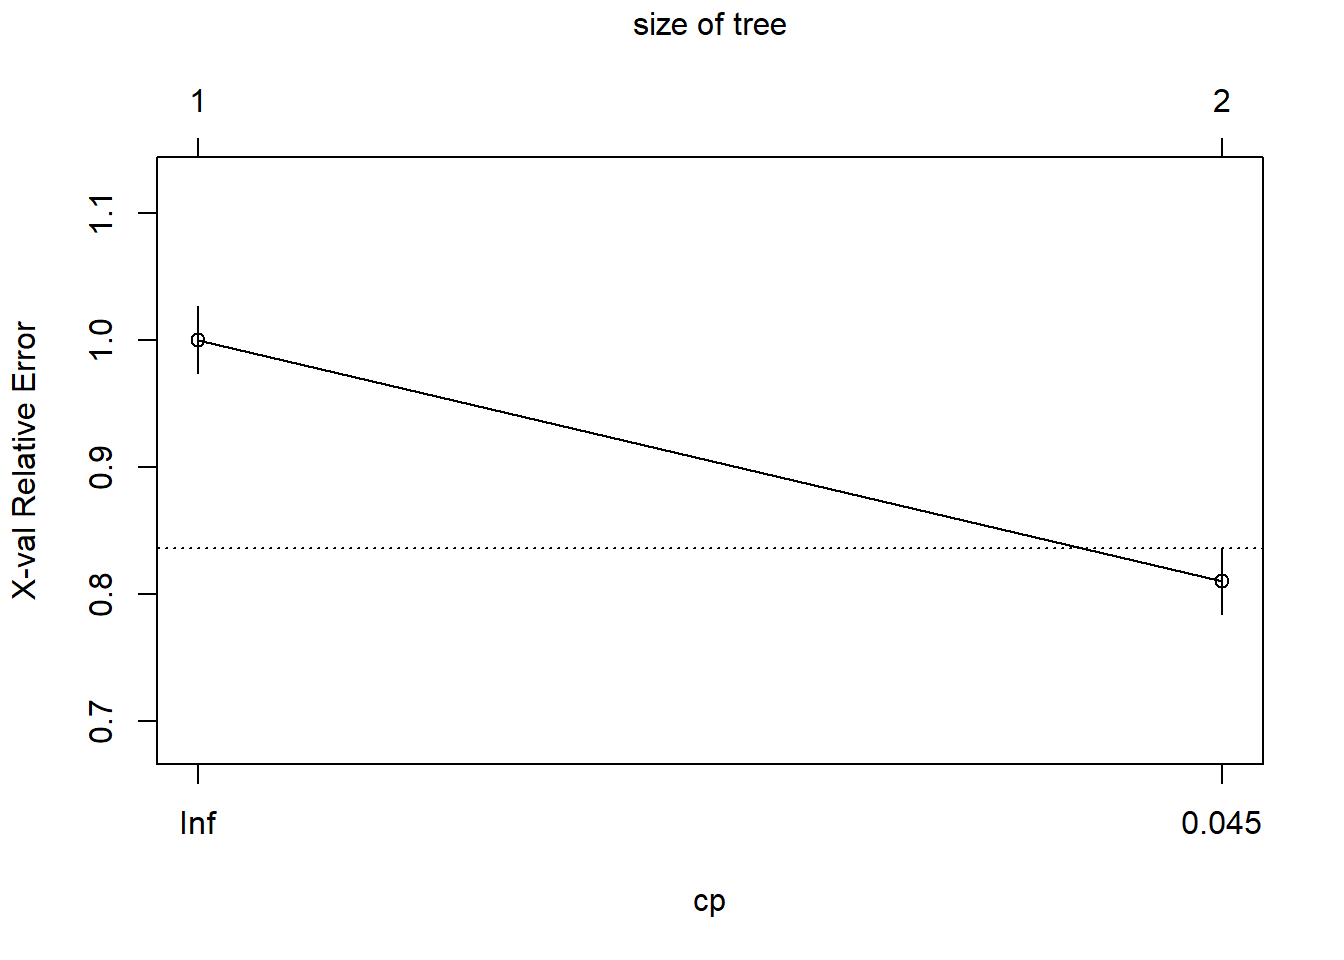 size of tree
1 2
X-val Relative Error
1.1
1.0
0.9
0.8
0.7
Inf 0.045
cp